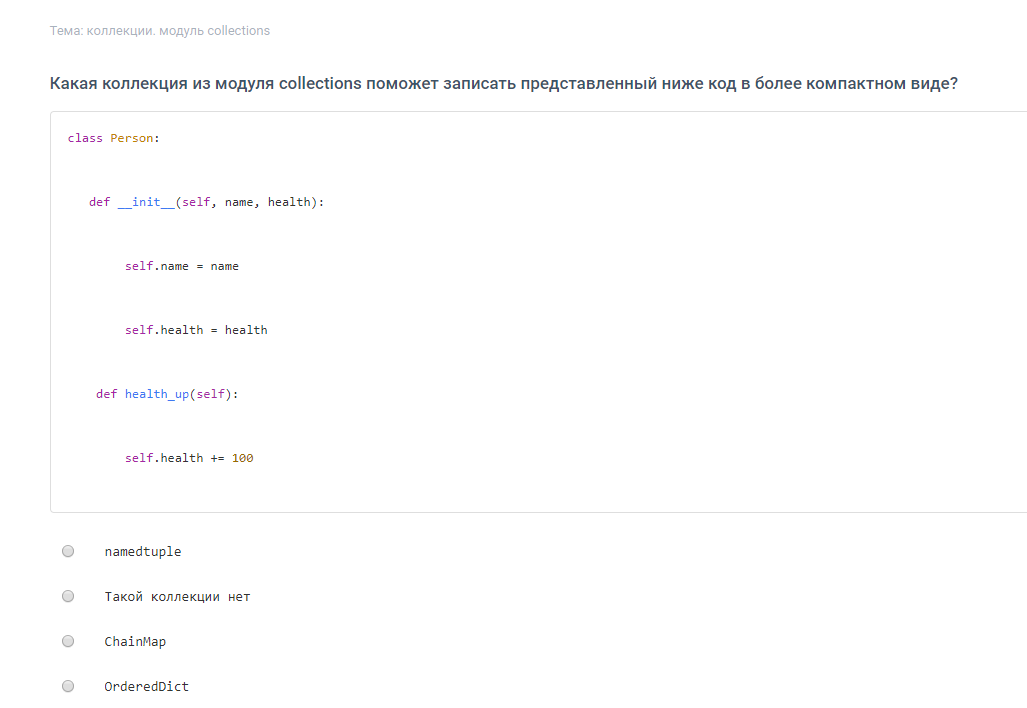 Тема: коллекции. модуль collections
Какая коллекция из модуля collections поможет записать представленный ниже код в более компактном виде?
class Person:
def __init__(self, name, health):
self.name = name
self.health = health
def health_up(self):
self.health += 100
namedtuple
Такой коллекции нет
ChainMap
OrderedDict